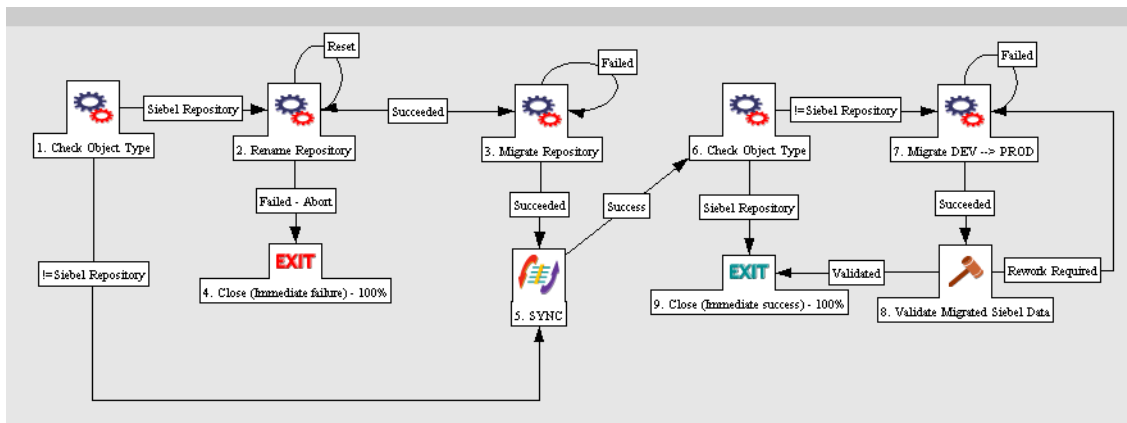 Reset
Failed
Failed
Siebel Repository
Succeeded
!=Siebel Repository
1. Check Object Type
2. Rename Repository
3. Migrate Repository
6. Check Object Type
7. Migrate DEV --> PROD
Failed - Abort
Succeeded
Success
Siebel Repository
Succeeded
!=Siebel Repository
EXIT
4. Close (Immediate failure) - 100%
5. SYNC
EXIT
Validated
Rework Required
9. Close (Immediate success) - 100%
8. Validate Migrated Siebel Data